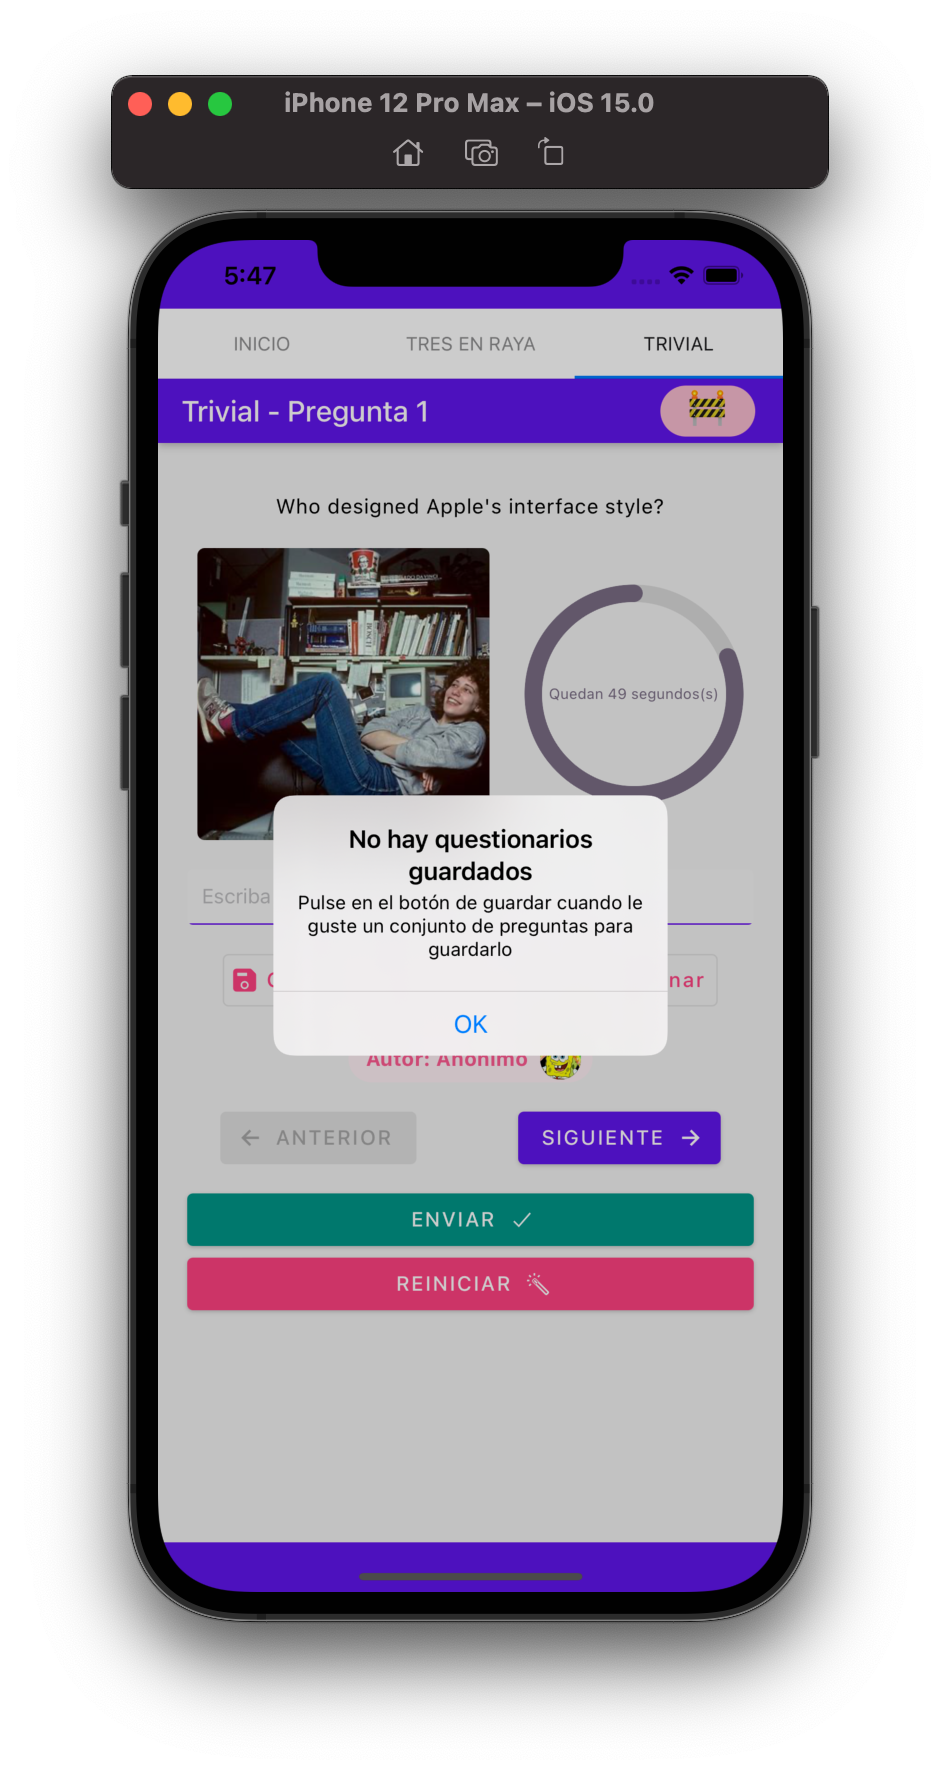 iPhone 12 Pro Max – iOS 15.0
5:47
INICIO
TRES EN RAYA
TRIVIAL
Trivial - Pregunta 1
Who designed Apple's interface style?
Quedan 49 segundos(s)
No hay questionarios
guardados
Pulse en el botón de guardar cuando le
guste un conjunto de preguntas para
guardarlo
OK
Escriba
nar
Autor: Anónimo
ANTERIOR
SIGUIENTE
ENVIAR
REINICIAR